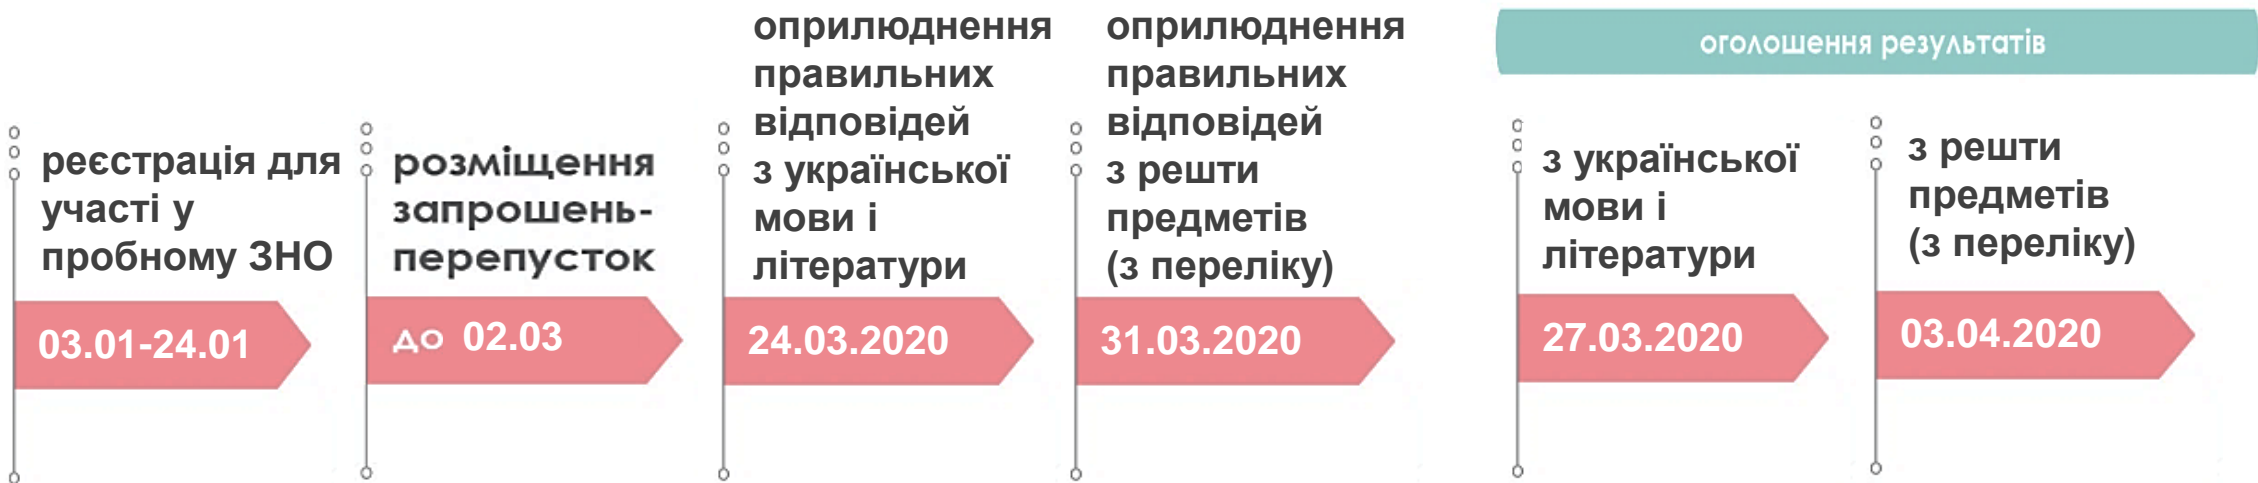 реєстрація для
участі у
пробному ЗНО
03.01-24.01
розміщення
запрошень-
перепусток
до 02.03
оприлюднення
правильних
відповідей
з української
мови і
літератури
24.03.2020
оприлюднення
правильних
відповідей
з решти
предметів
(з переліку)
31.03.2020
оголошення результатів
з української
мови і
літератури
27.03.2020
з решти
предметів
(з переліку)
03.04.2020